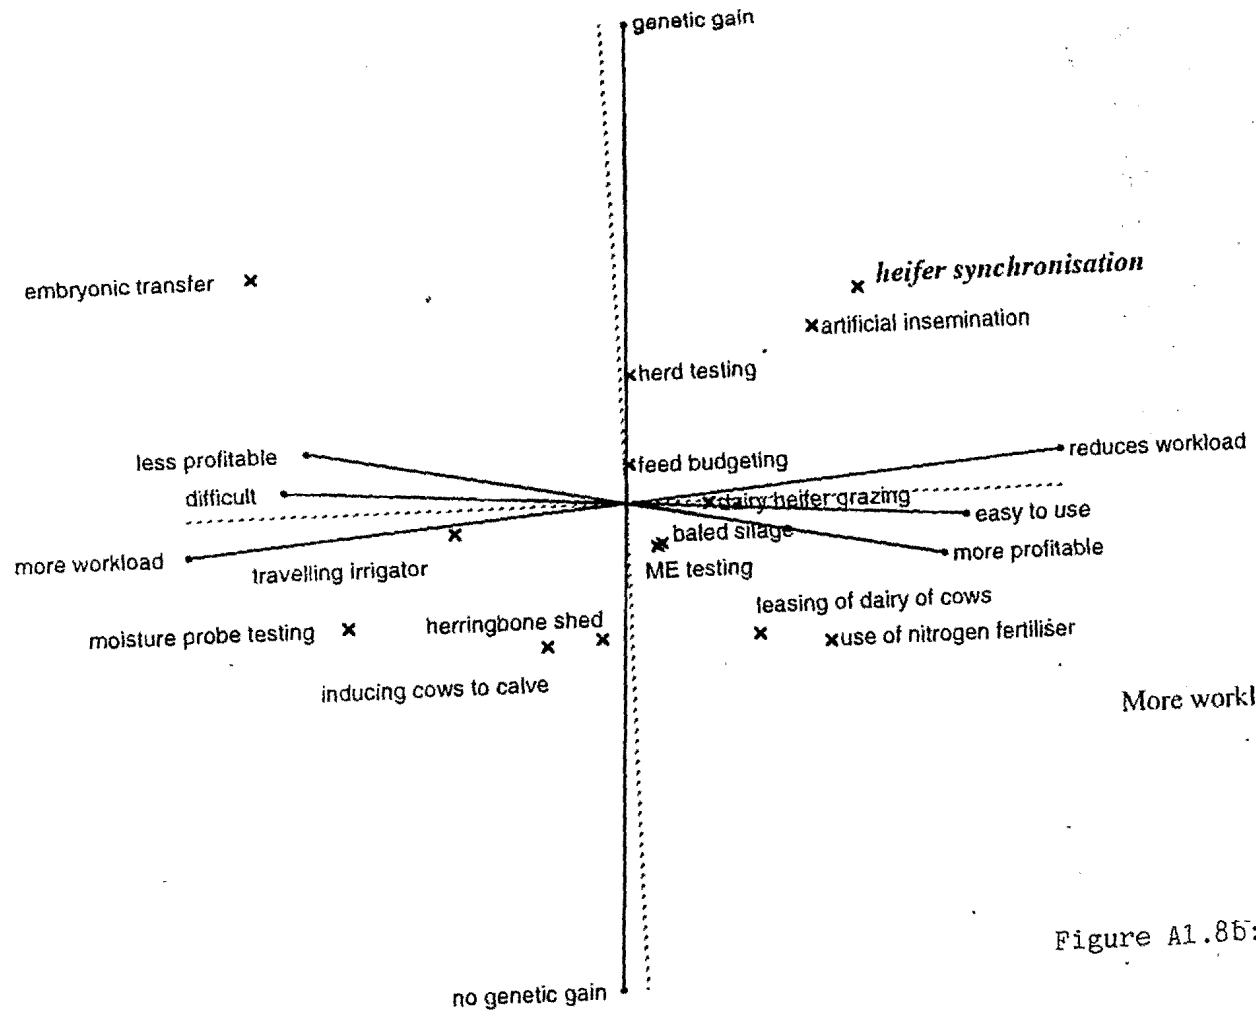 genetic gain
embryonic transfer
heifer synchronisation
artificial insemination
herd testing
less profitable
feed budgeting
reduces workload
difficult
dairy heifer grazing
easy to use
baled silage
more profitable
more workload
travelling irrigator
ME testing
leasing of dairy of cows
moisture probe testing
herringbone shed
use of nitrogen fertiliser
inducing cows to calve
More workl
Figure A1.8b:
no genetic gain